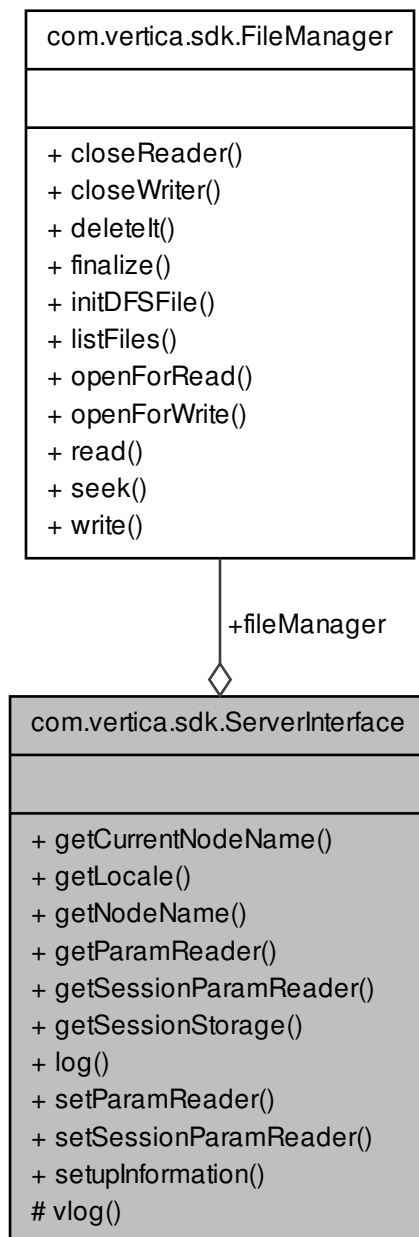 com.vertica.sdk.FileManager
+ closeReader()
+ closeWriter()
+ deleteIt()
+ finalize()
+ initDFSFile()
+ listFiles()
+ openForRead()
+ openForWrite()
+ read()
+ seek()
+ write()
+fileManager
com.vertica.sdk.ServerInterface
+ getCurrentNodeName()
+ getLocale()
+ getNodeName()
+ getParamReader()
+ getSessionParamReader()
+ getSessionStorage()
+ log()
+ setParamReader()
+ setSessionParamReader()
+ setupInformation()
# vlog()